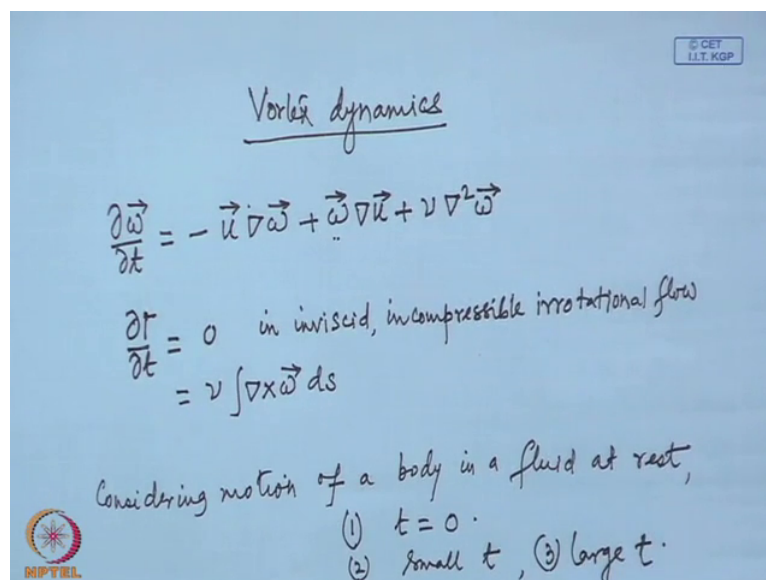 © CET
I.I.T. KGP
Vortex dynamics
∂ω⃗/∂t = - u⃗ ∇ω⃗ + ω⃗ ∇u⃗ + ν ∇²ω⃗
∂Γ/∂t = 0 in inviscid, incompressible irrotational flow
= ν ∫∇×ω⃗ ds
Considering motion of a body in a fluid at rest,
(1) t = 0.
(2) small t, (3) large t.
NPTEL